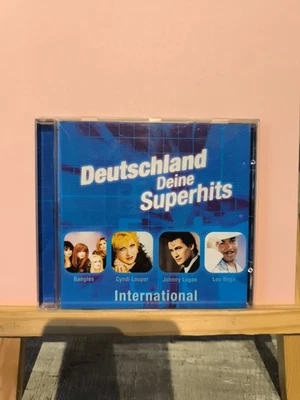 Deutschland
Deine
Superhits
Bangles Cyndi Lauper Johnny Logan Lou Bega
International